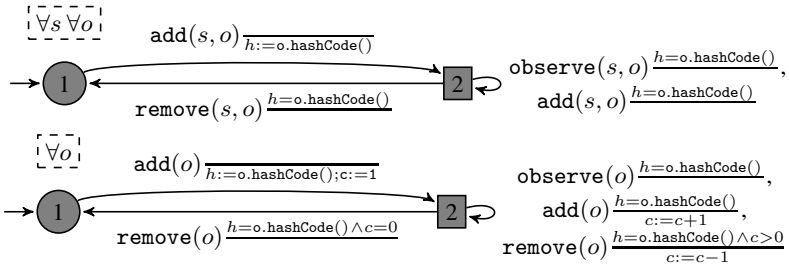 ∀s ∀o
add(s, o) / h:=o.hashCode()
1
2
remove(s, o) h=o.hashCode()
observe(s, o) h=o.hashCode(),
add(s, o) h=o.hashCode()
∀o
add(o) / h:=o.hashCode();c:=1
1
2
remove(o) h=o.hashCode()∧c=0
observe(o) h=o.hashCode(),
add(o) h=o.hashCode() / c:=c+1,
remove(o) h=o.hashCode()∧c>0 / c:=c−1